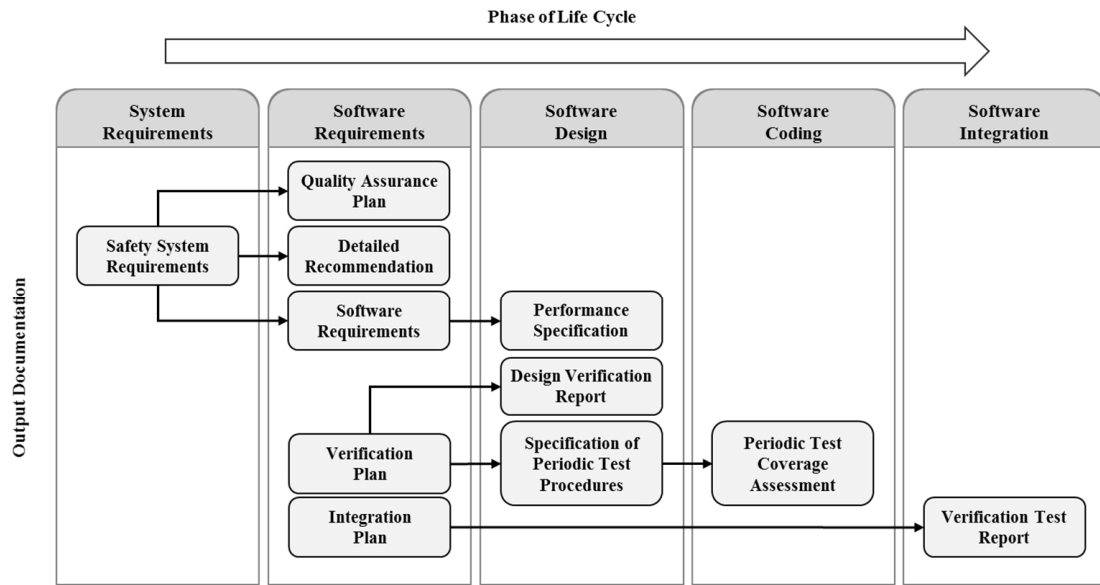 Phase of Life Cycle
System
Requirements
Software
Requirements
Software
Design
Software
Coding
Software
Integration
Output Documentation
Safety System
Requirements
Quality Assurance
Plan
Detailed
Recommendation
Software
Requirements
Performance
Specification
Design Verification
Report
Verification
Plan
Specification of
Periodic Test
Procedures
Periodic Test
Coverage
Assessment
Integration
Plan
Verification Test
Report